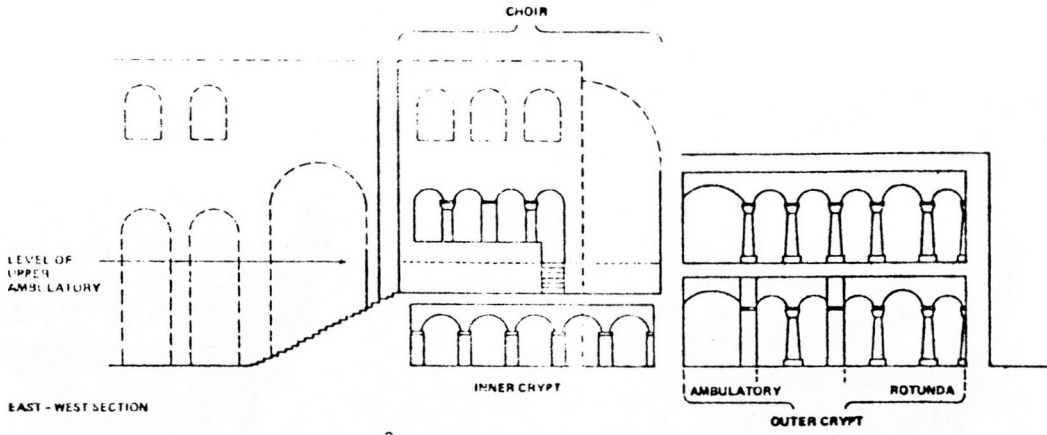 CHOIR
LEVEL OF
UPPER
AMBULATORY
INNER CRYPT
AMBULATORY
ROTUNDA
OUTER CRYPT
EAST - WEST SECTION